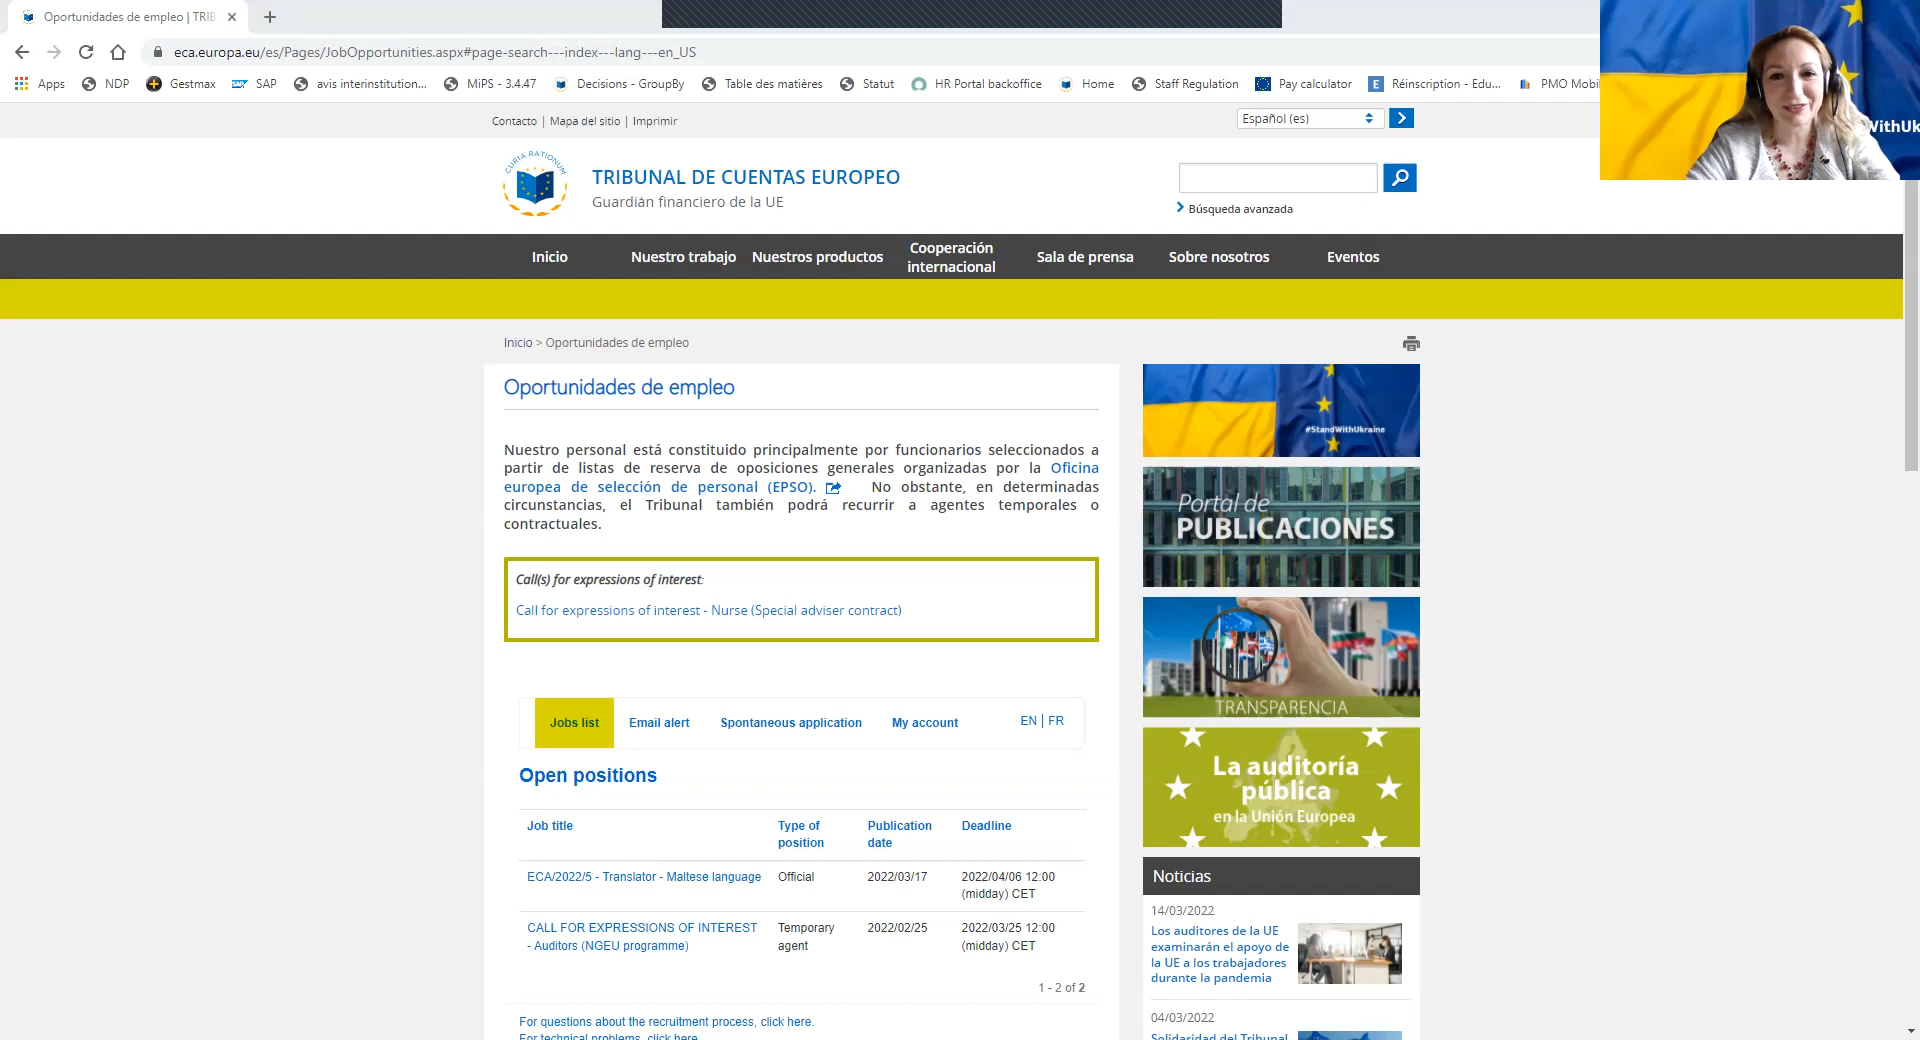 Oportunidades de empleo | TRIB
eca.europa.eu/es/Pages/JobOpportunities.aspx#page-search---index---lang---en_US
Apps NDP Gestmax SAP avis interinstitution... MiPS - 3.4.47 Decisions - GroupBy Table des matières Statut HR Portal backoffice Home Staff Regulation Pay calculator Réinscription - Edu... PMO Mobi
WithUk
Contacto | Mapa del sitio | Imprimir
Español (es)
CURIA RATIONUM
TRIBUNAL DE CUENTAS EUROPEO
Guardián financiero de la UE
Búsqueda avanzada
Inicio Nuestro trabajo Nuestros productos Cooperación internacional Sala de prensa Sobre nosotros Eventos
Inicio > Oportunidades de empleo
Oportunidades de empleo
Nuestro personal está constituido principalmente por funcionarios seleccionados a
partir de listas de reserva de oposiciones generales organizadas por la Oficina
europea de selección de personal (EPSO). No obstante, en determinadas
circunstancias, el Tribunal también podrá recurrir a agentes temporales o
contractuales.
Call(s) for expressions of interest:
Call for expressions of interest - Nurse (Special adviser contract)
Jobs list Email alert Spontaneous application My account EN | FR
Open positions
Job title Type of position Publication date Deadline
ECA/2022/5 - Translator - Maltese language Official 2022/03/17 2022/04/06 12:00
(midday) CET
CALL FOR EXPRESSIONS OF INTEREST Temporary 2022/02/25 2022/03/25 12:00
- Auditors (NGEU programme) agent (midday) CET
1 - 2 of 2
For questions about the recruitment process, click here.
For technical problems, click here.
#StandWithUkraine
Portal de
PUBLICACIONES
TRANSPARENCIA
La auditoría
pública
en la Unión Europea
Noticias
14/03/2022
Los auditores de la UE
examinarán el apoyo de
la UE a los trabajadores
durante la pandemia
04/03/2022
Solidaridad del Tribunal